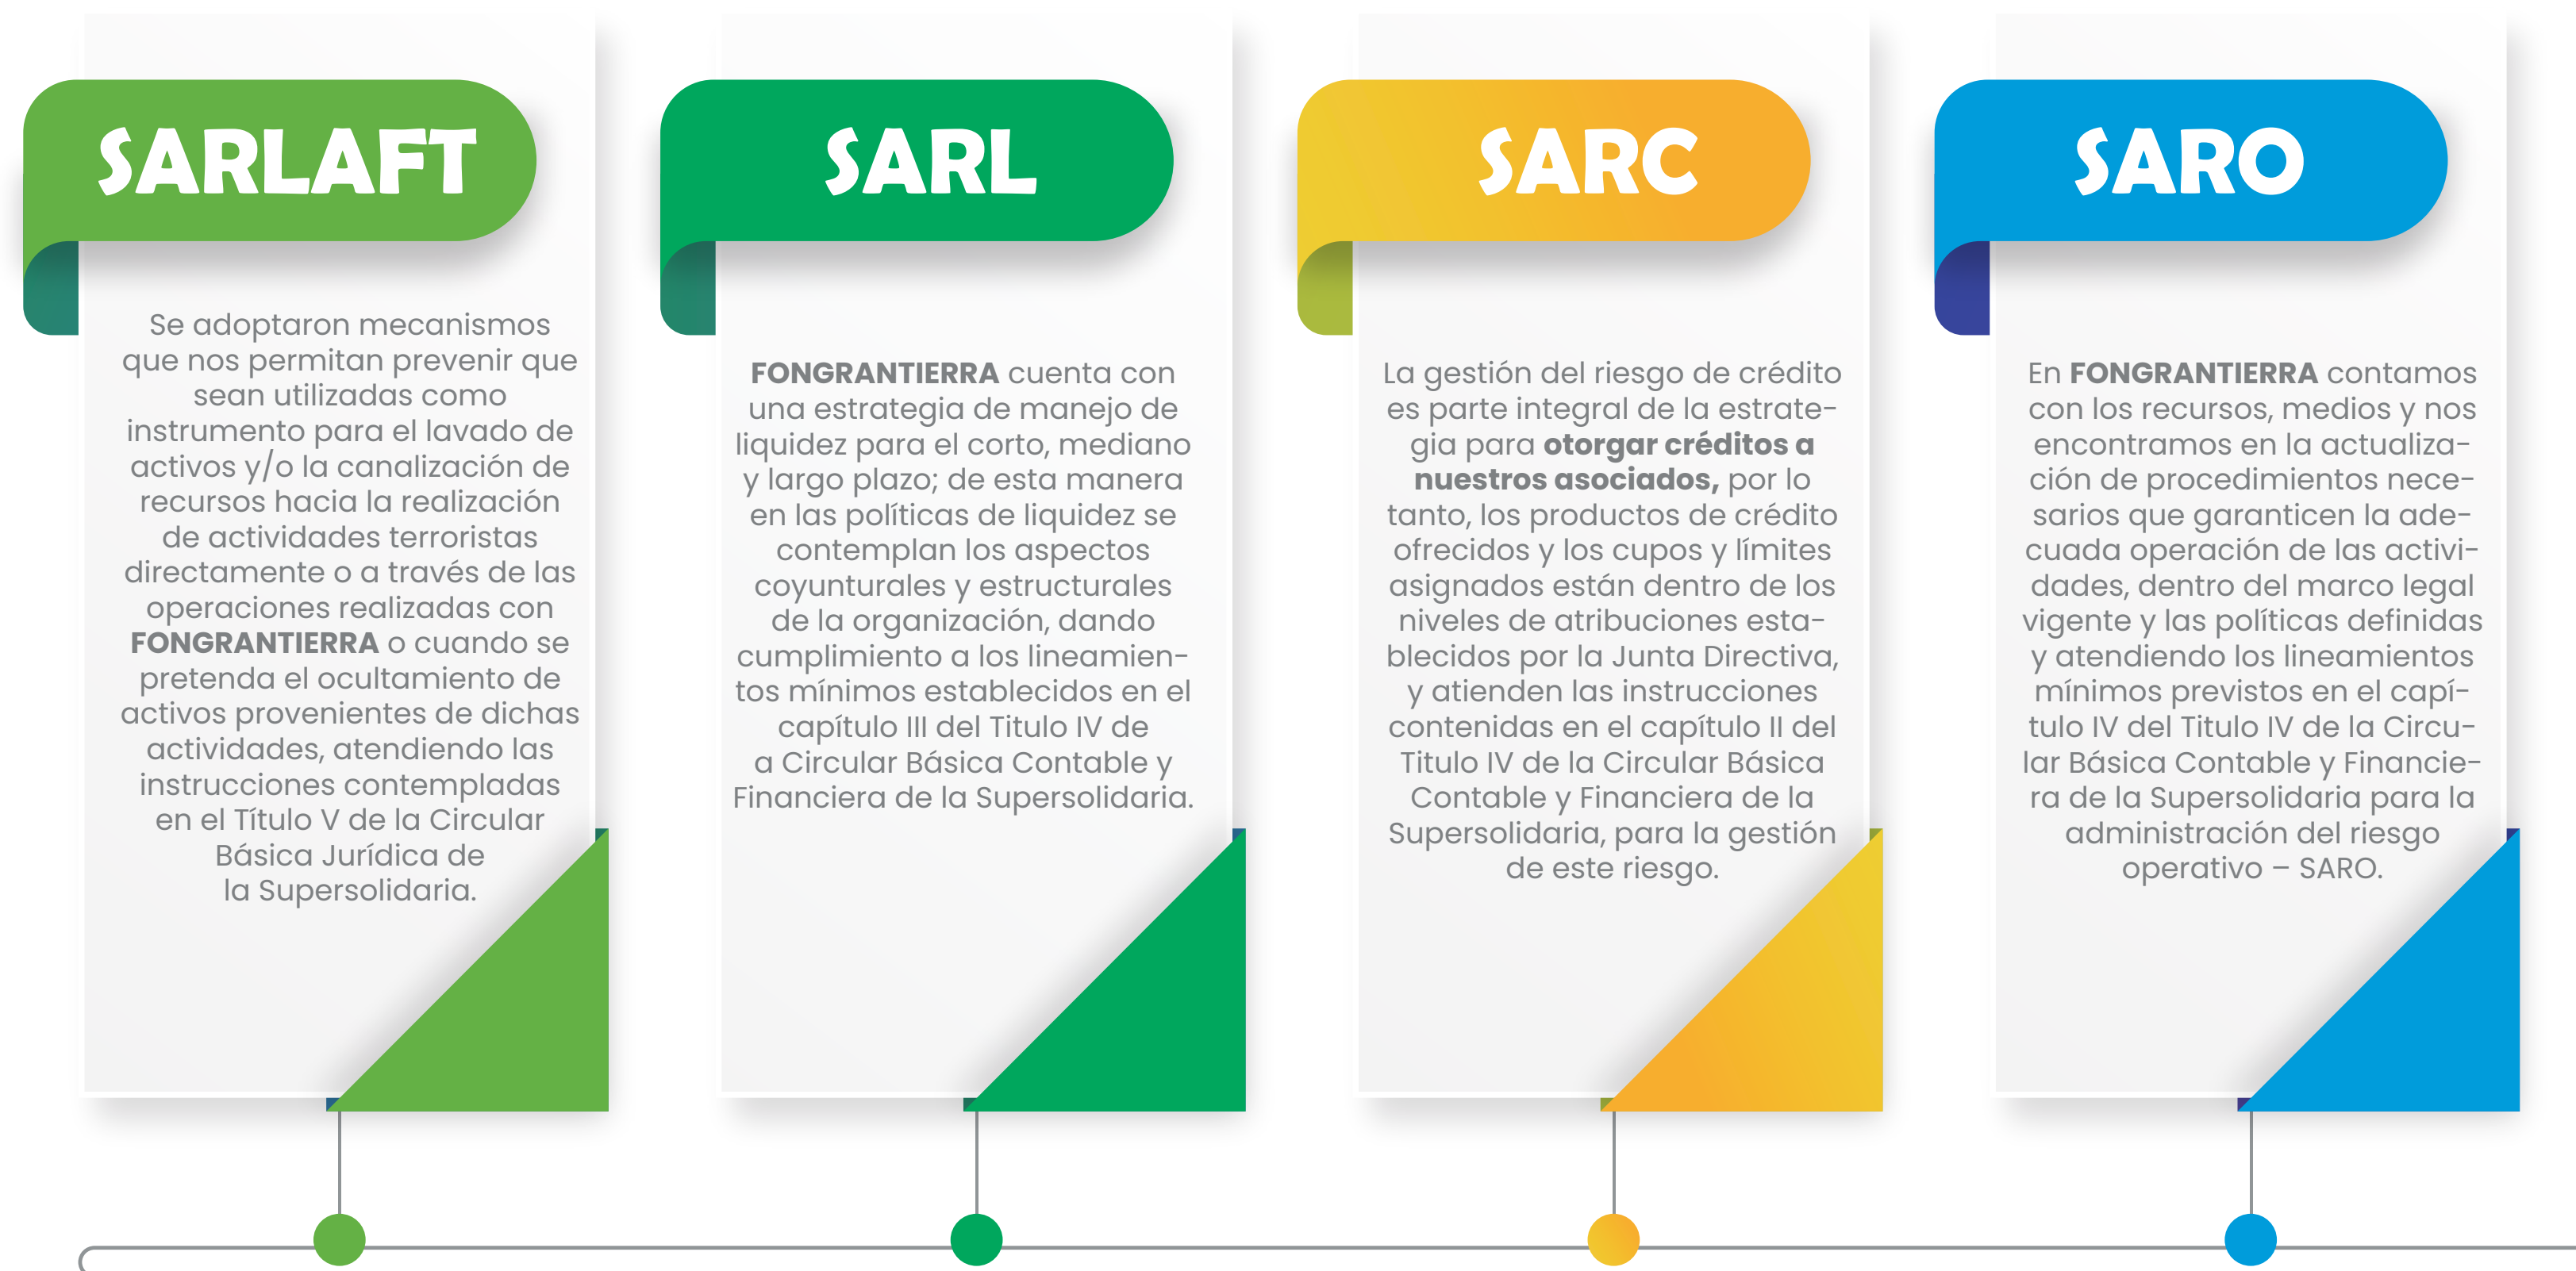 SARLAFT
Se adoptaron mecanismos
que nos permitan prevenir que
sean utilizadas como
instrumento para el lavado de
activos y/o la canalización de
recursos hacia la realización
de actividades terroristas
directamente o a través de las
operaciones realizadas con
FONGRANTIERRA o cuando se
pretenda el ocultamiento de
activos provenientes de dichas
actividades, atendiendo las
instrucciones contempladas
en el Título V de la Circular
Básica Jurídica de
la Supersolidaria.
SARL
FONGRANTIERRA cuenta con
una estrategia de manejo de
liquidez para el corto, mediano
y largo plazo; de esta manera
en las políticas de liquidez se
contemplan los aspectos
coyunturales y estructurales
de la organización, dando
cumplimiento a los lineamien-
tos mínimos establecidos en el
capítulo III del Titulo IV de
a Circular Básica Contable y
Financiera de la Supersolidaria.
SARC
La gestión del riesgo de crédito
es parte integral de la estrate-
gia para otorgar créditos a
nuestros asociados, por lo
tanto, los productos de crédito
ofrecidos y los cupos y límites
asignados están dentro de los
niveles de atribuciones esta-
blecidos por la Junta Directiva,
y atienden las instrucciones
contenidas en el capítulo II del
Titulo IV de la Circular Básica
Contable y Financiera de la
Supersolidaria, para la gestión
de este riesgo.
SARO
En FONGRANTIERRA contamos
con los recursos, medios y nos
encontramos en la actualiza-
ción de procedimientos nece-
sarios que garanticen la ade-
cuada operación de las activi-
dades, dentro del marco legal
vigente y las políticas definidas
y atendiendo los lineamientos
mínimos previstos en el capí-
tulo IV del Titulo IV de la Circu-
lar Básica Contable y Financie-
ra de la Supersolidaria para la
administración del riesgo
operativo – SARO.